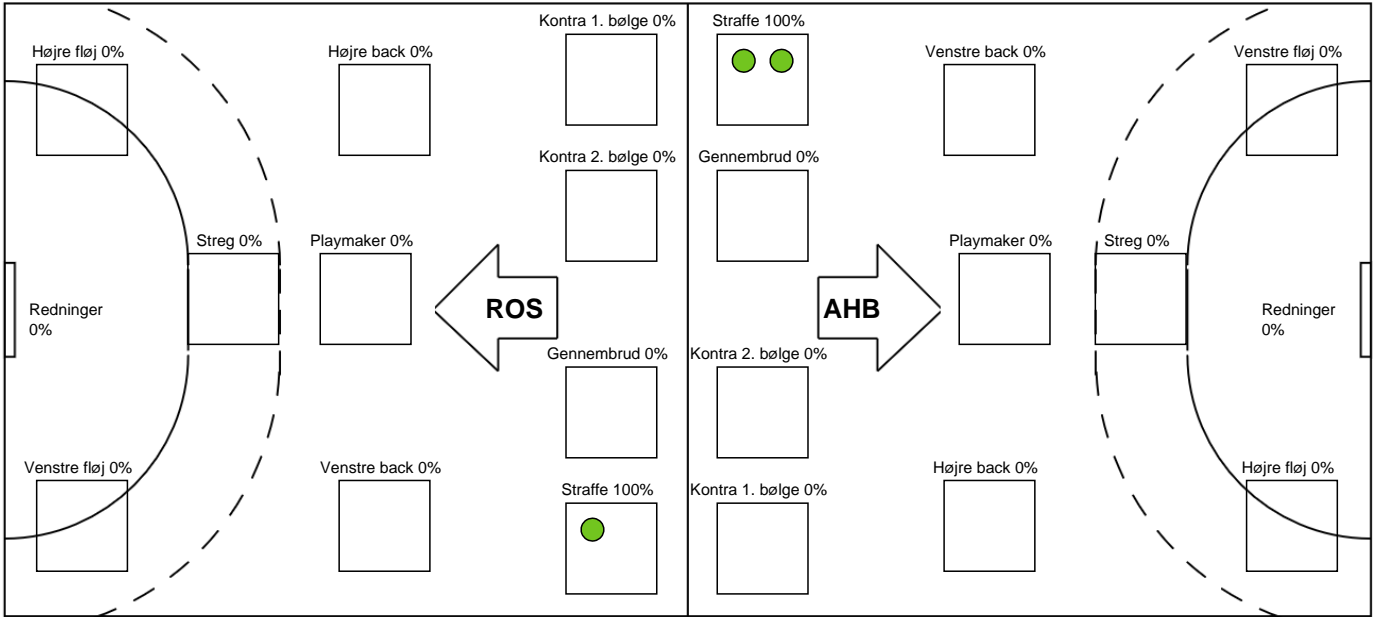 Kontra 1. bølge 0%
Straffe 100%
Højre fløj 0%
Højre back 0%
Venstre back 0%
Venstre fløj 0%
Kontra 2. bølge 0%
Gennembrud 0%
Streg 0%
Playmaker 0%
Playmaker 0%
Streg 0%
Redninger
0%
ROS
AHB
Redninger
0%
Gennembrud 0%
Kontra 2. bølge 0%
Venstre fløj 0%
Venstre back 0%
Højre back 0%
Højre fløj 0%
Straffe 100%
Kontra 1. bølge 0%